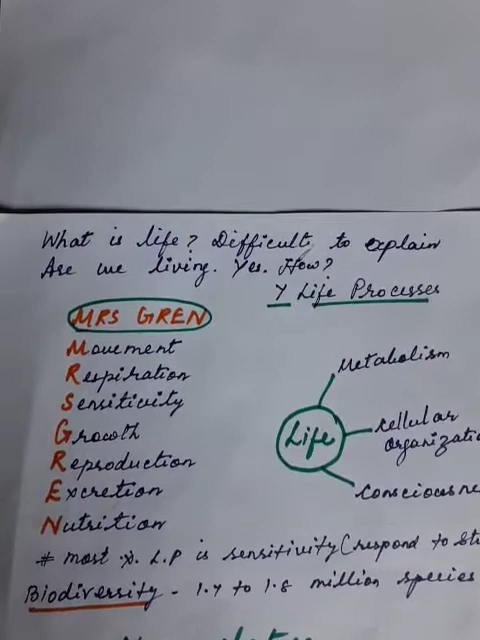 What is life? Difficult to explain
Are we living. Yes. How?
7 Life Processes
MRS GREN
Movement
Respiration
Sensitivity
Growth
Reproduction
Excretion
Nutrition
Life
Metabolism
cellular
organizatio
Consciousne
# most L.P is sensitivity (respond to sti
Biodiversity - 1.7 to 1.8 million species